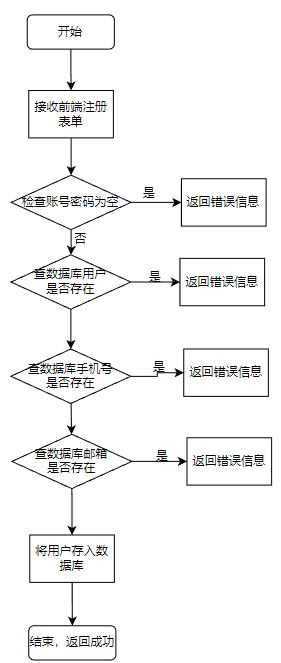 开始
接收前端注册
表单
检查账号密码为空
是
返回错误信息
否
查数据库用户
是否存在
是
返回错误信息
查数据库手机号
是否存在
是
返回错误信息
查数据库邮箱
是否存在
是
返回错误信息
将用户存入数
据库
结束，返回成功